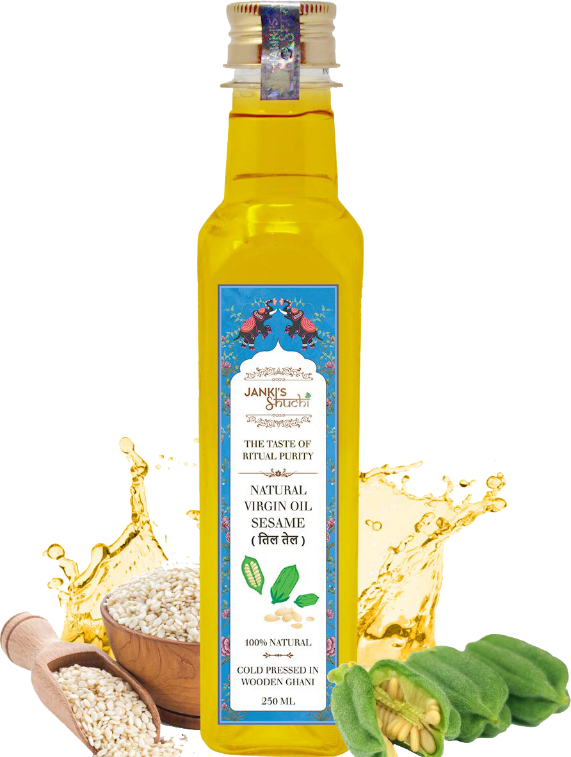 JANKI'S
JANKI'S
Shuchi
THE TASTE OF
RITUAL PURITY
NATURAL
VIRGIN OIL
SESAME
( तिल तेल )
100% NATURAL
COLD PRESSED IN
WOODEN GHANI
250 ML